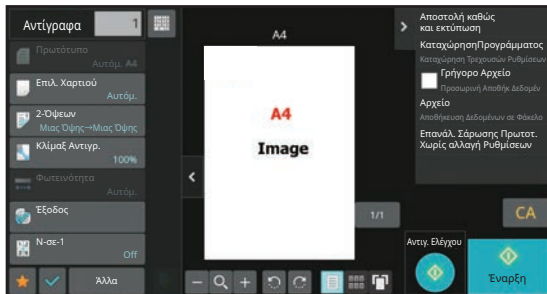 Αντίγραφα 1
Πρωτότυπο
Αυτόμ. A4
Επιλ. Χαρτιού
Αυτόμ.
2-Όψεων
Μιας Όψης→Μιας Όψης
Κλίμαξ Αντιγρ.
100%
Φωτεινότητα
Αυτόμ.
Έξοδος
N-σε-1
Off
Άλλα
A4
A4
Image
1/1
Αποστολή καθώς
και εκτύπωση
ΚαταχώρησηΠρογράμματος
Καταχώρηση Τρεχουσών Ρυθμίσεων
Γρήγορο Αρχείο
Προσωρινή Αποθήκ Δεδομέν
Αρχείο
Αποθήκευση Δεδομένων σε Φάκελο
Επανάλ. Σάρωσης Πρωτοτ.
Χωρίς αλλαγή Ρυθμίσεων
CA
Αντιγ. Ελέγχου
Έναρξη